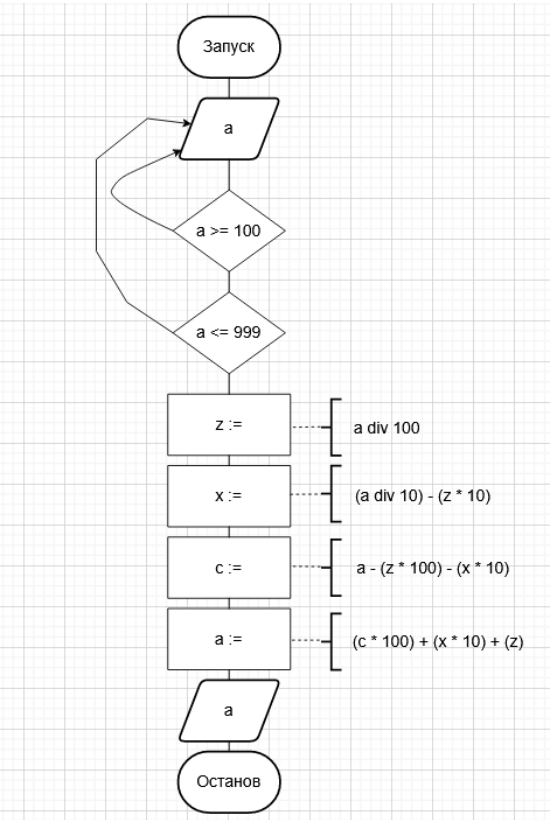 Запуск
a
a >= 100
a <= 999
z :=
a div 100
x :=
(a div 10) - (z * 10)
c :=
a - (z * 100) - (x * 10)
a :=
(c * 100) + (x * 10) + (z)
a
Останов